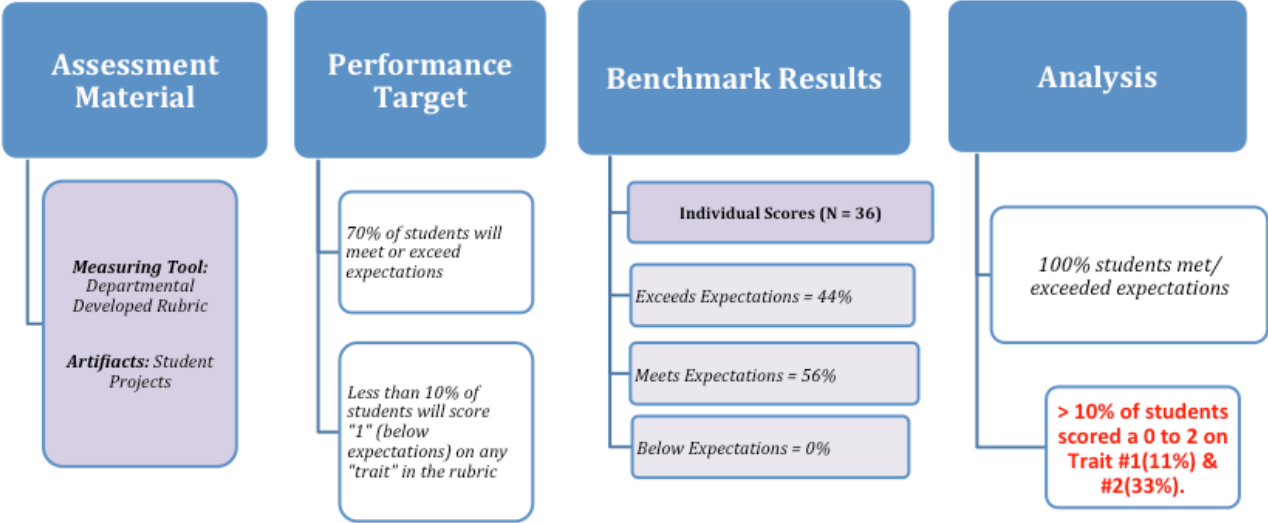 Assessment
Material
Measuring Tool:
Departmental
Developed Rubric
Artifiacts: Student
Projects
Performance
Target
70% of students will
meet or exceed
expectations
Less than 10% of
students will score
"1" (below
expectations) on any
"trait" in the rubric
Benchmark Results
Individual Scores (N = 36)
Exceeds Expectations = 44%
Meets Expectations = 56%
Below Expectations = 0%
Analysis
100% students met/
exceeded expectations
> 10% of students
scored a 0 to 2 on
Trait #1(11%) &
#2(33%).